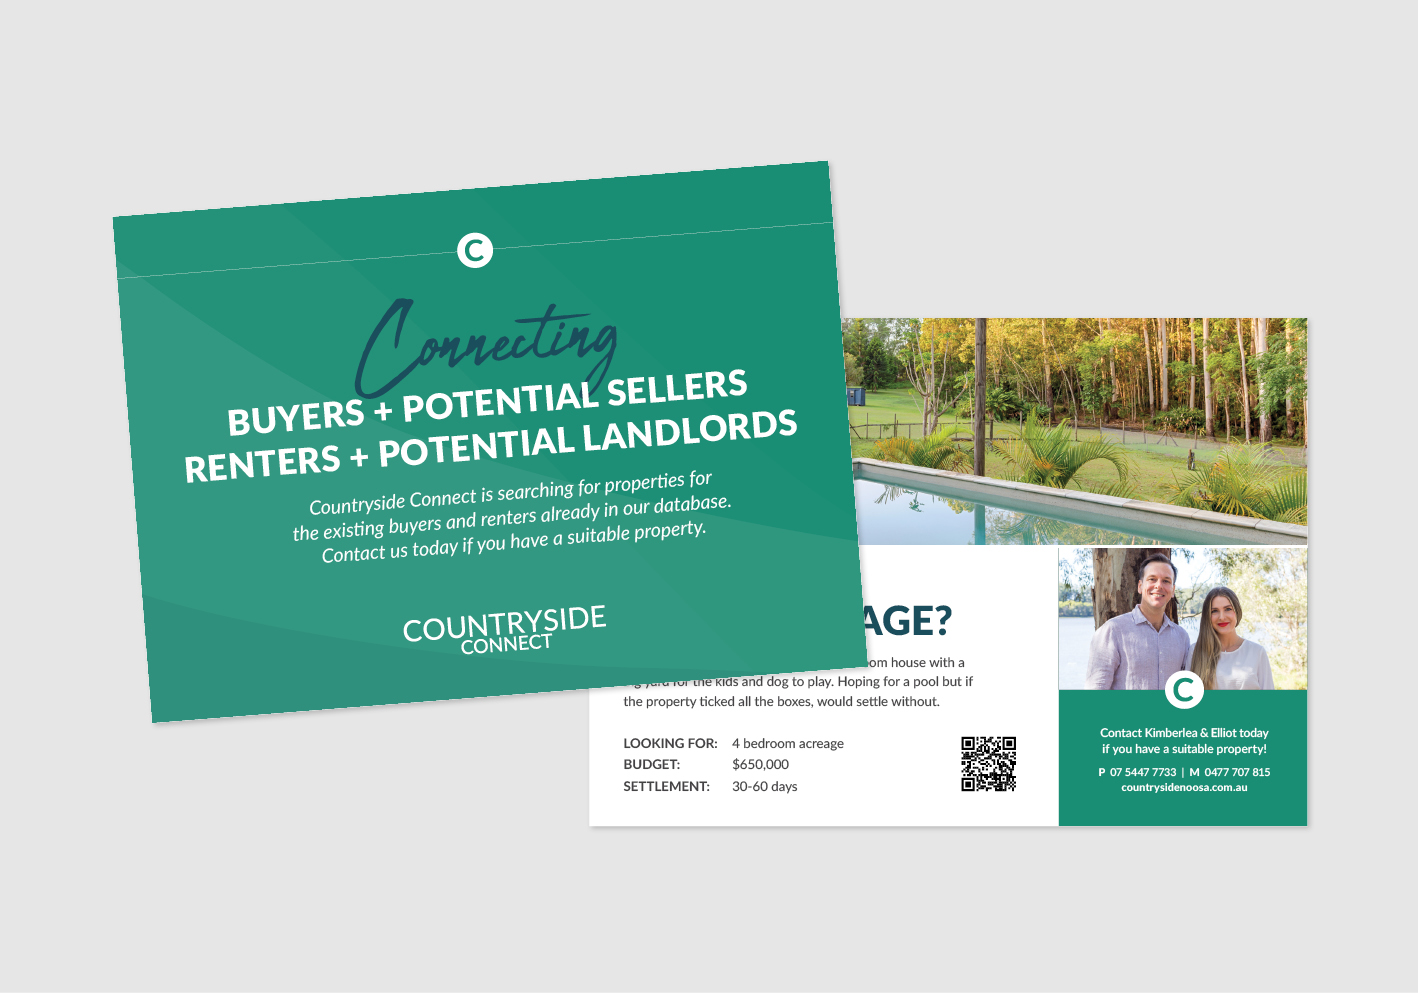 C
Connecting
BUYERS + POTENTIAL SELLERS
RENTERS + POTENTIAL LANDLORDS
Countryside Connect is searching for properties for
the existing buyers and renters already in our database.
Contact us today if you have a suitable property.
COUNTRYSIDE
CONNECT
AGE?
house with a
for the kids and dog to play. Hoping for a pool but if
the property ticked all the boxes, would settle without.
LOOKING FOR: 4 bedroom acreage
BUDGET: $650,000
SETTLEMENT: 30-60 days
C
Contact Kimberlea & Elliot today
if you have a suitable property!
P 07 5447 7733 | M 0477 707 815
countrysidenoosa.com.au